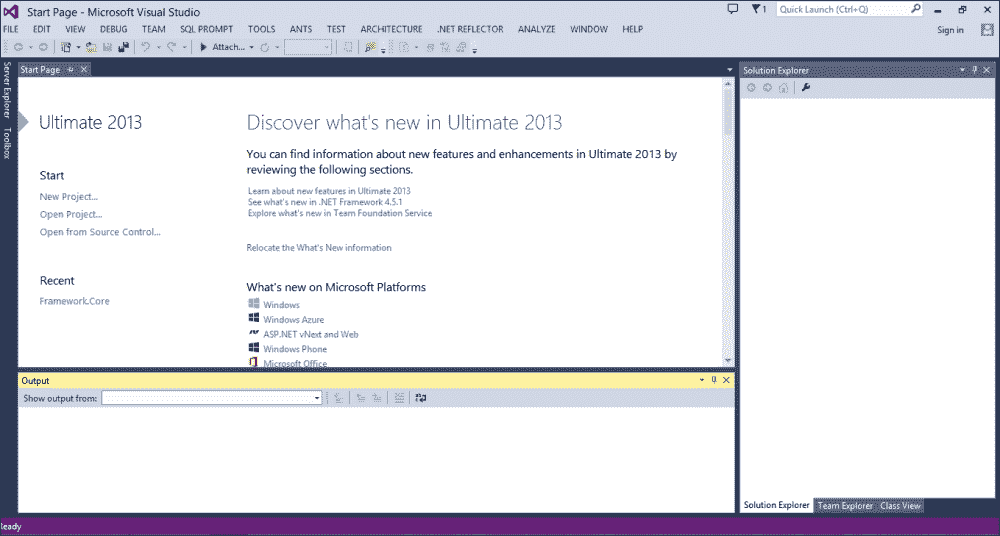 Start Page - Microsoft Visual Studio
1
Quick Launch (Ctrl+Q)
FILE EDIT VIEW DEBUG TEAM SQL PROMPT TOOLS ANTS TEST ARCHITECTURE .NET REFLECTOR ANALYZE WINDOW HELP
Sign in
Attach...
Server Explorer
Toolbox
Start Page
Ultimate 2013
Start
New Project...
Open Project...
Open from Source Control...
Recent
Framework.Core
Discover what's new in Ultimate 2013
You can find information about new features and enhancements in Ultimate 2013 by
reviewing the following sections.
Learn about new features in Ultimate 2013
See what's new in .NET Framework 4.5.1
Explore what's new in Team Foundation Service
Relocate the What's New information
What's new on Microsoft Platforms
Windows
Windows Azure
ASP.NET vNext and Web
Windows Phone
Microsoft Office
Solution Explorer
Output
Show output from:
Solution Explorer Team Explorer Class View
eady